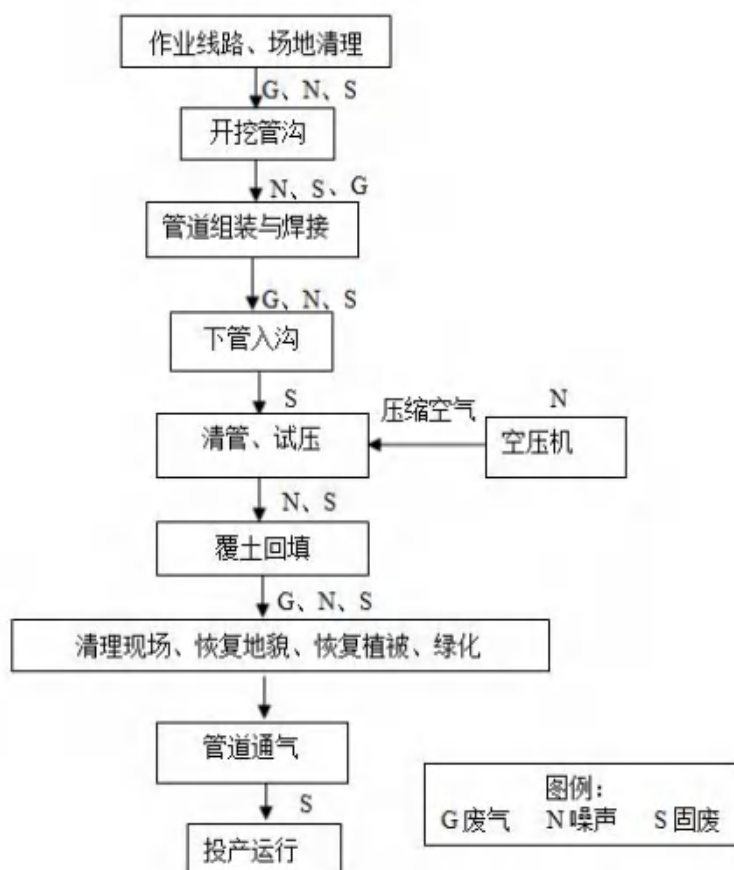 作业线路、场地清理
G、N、S
开挖管沟
N、S、G
管道组装与焊接
G、N、S
下管入沟
S
压缩空气
N
清管、试压
空压机
N、S
覆土回填
G、N、S
清理现场、恢复地貌、恢复植被、绿化
管道通气
S
投产运行
图例：
G 废气 N 噪声 S 固废